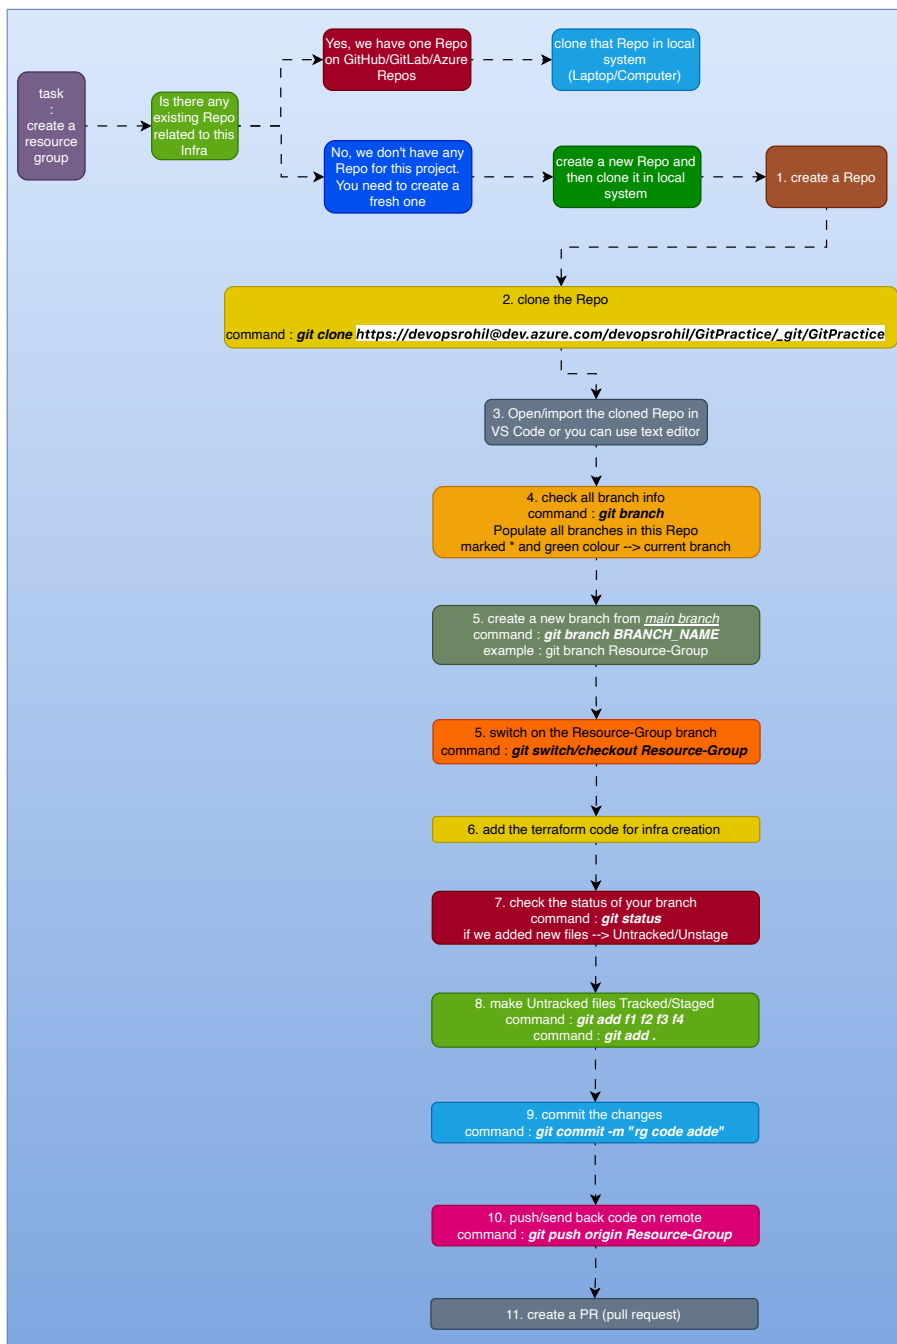 task
:
create a
resource
group
Is there any
existing Repo
related to this
Infra
Yes, we have one Repo
on GitHub/GitLab/Azure
Repos
clone that Repo in local
system
(Laptop/Computer)
No, we don't have any
Repo for this project.
You need to create a
fresh one
create a new Repo and
then clone it in local
system
1. create a Repo
2. clone the Repo
command : git clone https://devopsrohil@dev.azure.com/devopsrohil/GitPractice/_git/GitPractice
3. Open/import the cloned Repo in
VS Code or you can use text editor
4. check all branch info
command : git branch
Populate all branches in this Repo
marked * and green colour --> current branch
5. create a new branch from main branch
command : git branch BRANCH_NAME
example : git branch Resource-Group
5. switch on the Resource-Group branch
command : git switch/checkout Resource-Group
6. add the terraform code for infra creation
7. check the status of your branch
command : git status
if we added new files --> Untracked/Unstage
8. make Untracked files Tracked/Staged
command : git add f1 f2 f3 f4
command : git add .
9. commit the changes
command : git commit -m "rg code adde"
10. push/send back code on remote
command : git push origin Resource-Group
11. create a PR (pull request)